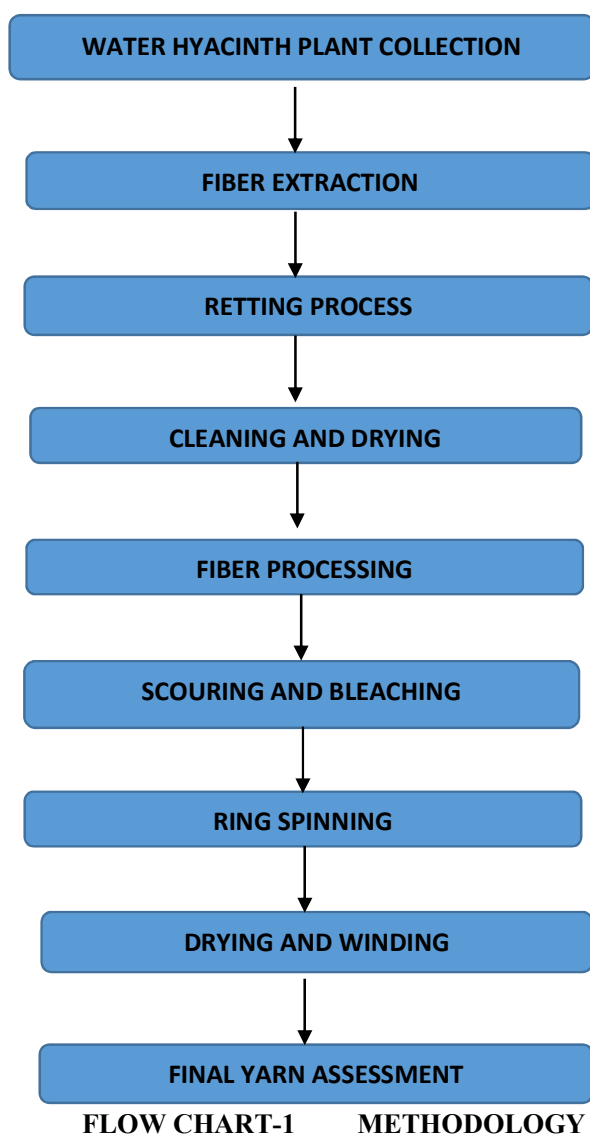 WATER HYACINTH PLANT COLLECTION
FIBER EXTRACTION
RETTING PROCESS
CLEANING AND DRYING
FIBER PROCESSING
SCOURING AND BLEACHING
RING SPINNING
DRYING AND WINDING
FINAL YARN ASSESSMENT
FLOW CHART-1 METHODOLOGY